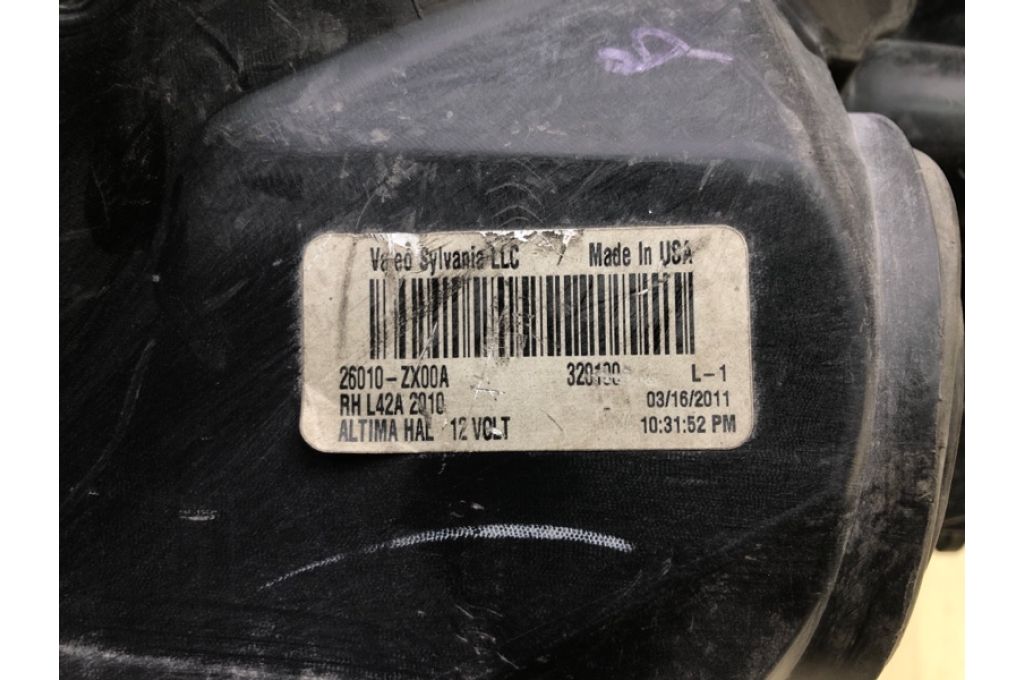 Valeo Sylvania LLC Made In USA
26010-ZX00A L-1
RH L42A 2010 03/16/2011
ALTIMA HAL 12 VOLT 10:31:52 PM